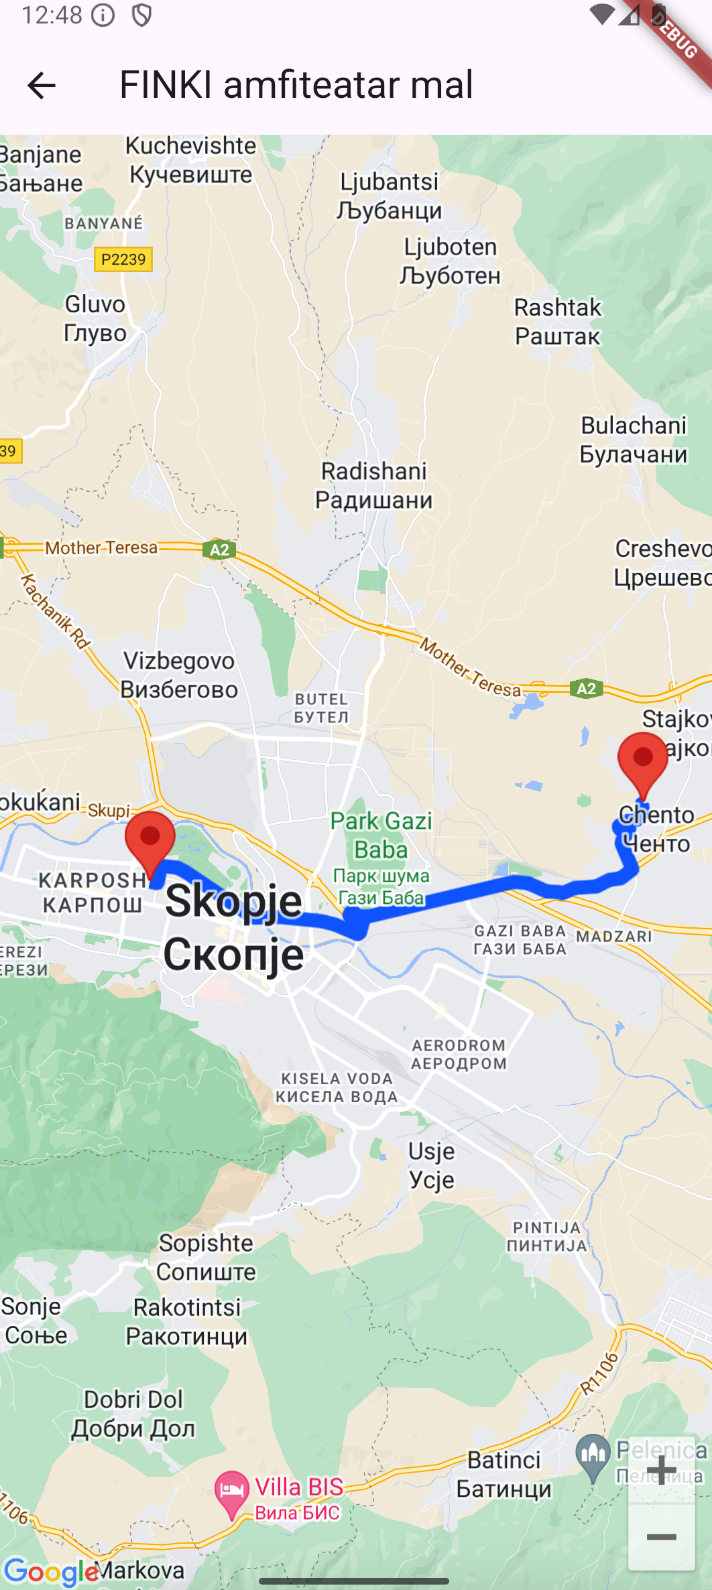 12:48
DEBUG
FINKI amfiteatar mal
Banjane
Бањане
Kuchevishte
Кучевиште
Ljubantsi
Љубанци
BANYANÉ
P2239
Ljuboten
Љуботен
Gluvo
Глуво
Rashtak
Раштак
39
Bulachani
Булачани
Radishani
Радишани
Mother Teresa
A2
Creshevo
Црешево
Kachanik Rd
Mother Teresa
A2
Vizbegovo
Визбегово
BUTEL
БУТЕЛ
Stajkov
ајко
okuḱani
Skupi
Park Gazi
Baba
Парк шума
Гази Баба
Chento
Ченто
KARPOSH
КАРПОШ
Skopje
Скопје
GAZI BABA
ГАЗИ БАБА
MADZARI
EREZI
ЕРЕЗИ
AERODROM
АЕРОДРОМ
KISELA VODA
КИСЕЛА ВОДА
Usje
Усје
PINTIJA
ПИНТИЈА
Sopishte
Сопиште
Sonje
Соње
Rakotintsi
Ракотинци
R1106
Dobri Dol
Добри Дол
Batinci
Батинци
Pelenica
Пеленица
Villa BIS
Вила БИС
1106
Google
Markova